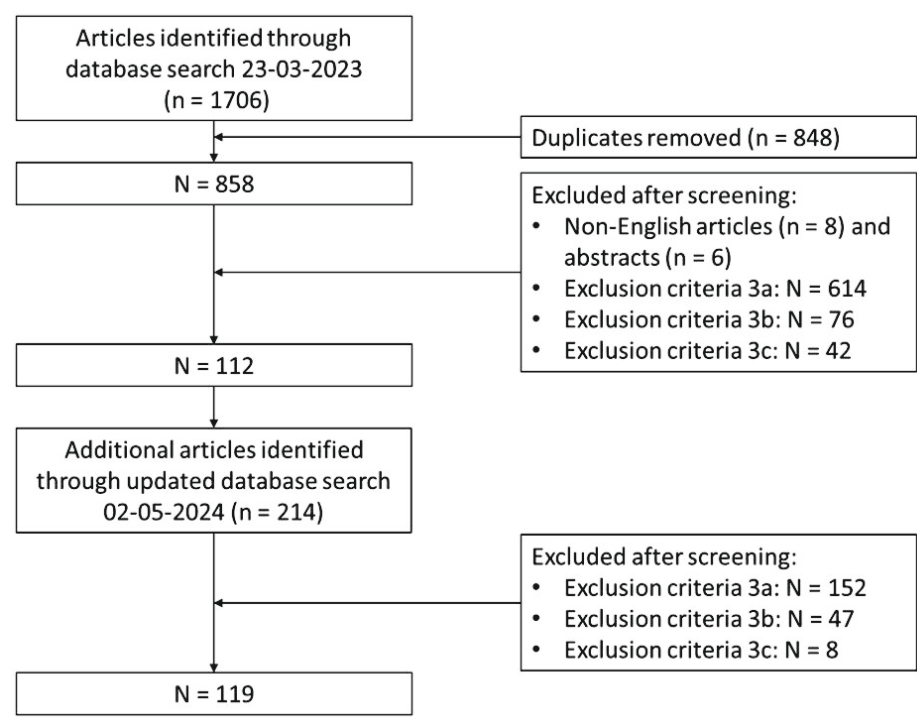 Articles identified through
database search 23-03-2023
(n = 1706)
Duplicates removed (n = 848)
N = 858
Excluded after screening:
• Non-English articles (n = 8) and
abstracts (n = 6)
• Exclusion criteria 3a: N = 614
• Exclusion criteria 3b: N = 76
• Exclusion criteria 3c: N = 42
N = 112
Additional articles identified
through updated database search
02-05-2024 (n = 214)
Excluded after screening:
• Exclusion criteria 3a: N = 152
• Exclusion criteria 3b: N = 47
• Exclusion criteria 3c: N = 8
N = 119